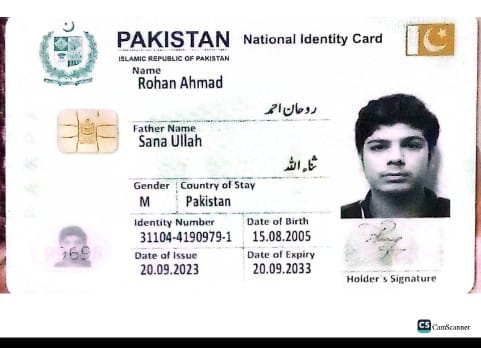 PAKISTAN National Identity Card
ISLAMIC REPUBLIC OF PAKISTAN
Name
Rohan Ahmad
روحان احمد
Father Name
Sana Ullah
ثناء اللہ
Gender Country of Stay
M Pakistan
Identity Number Date of Birth
31104-4190979-1 15.08.2005
Date of Issue Date of Expiry
20.09.2023 20.09.2033
Holder's Signature
CS CamScanner